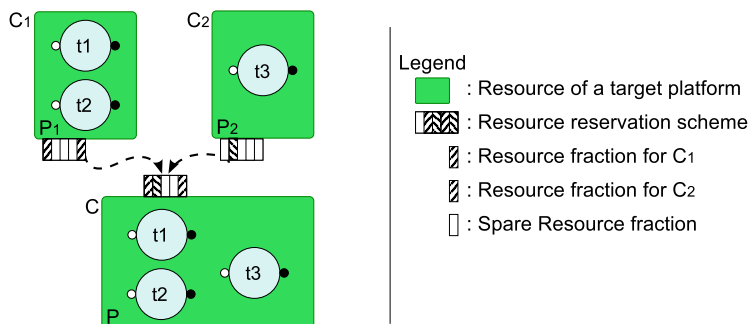 C1
t1
t2
P1
C2
t3
P2
C
t1
t2
t3
P
Legend
: Resource of a target platform
: Resource reservation scheme
: Resource fraction for C1
: Resource fraction for C2
: Spare Resource fraction